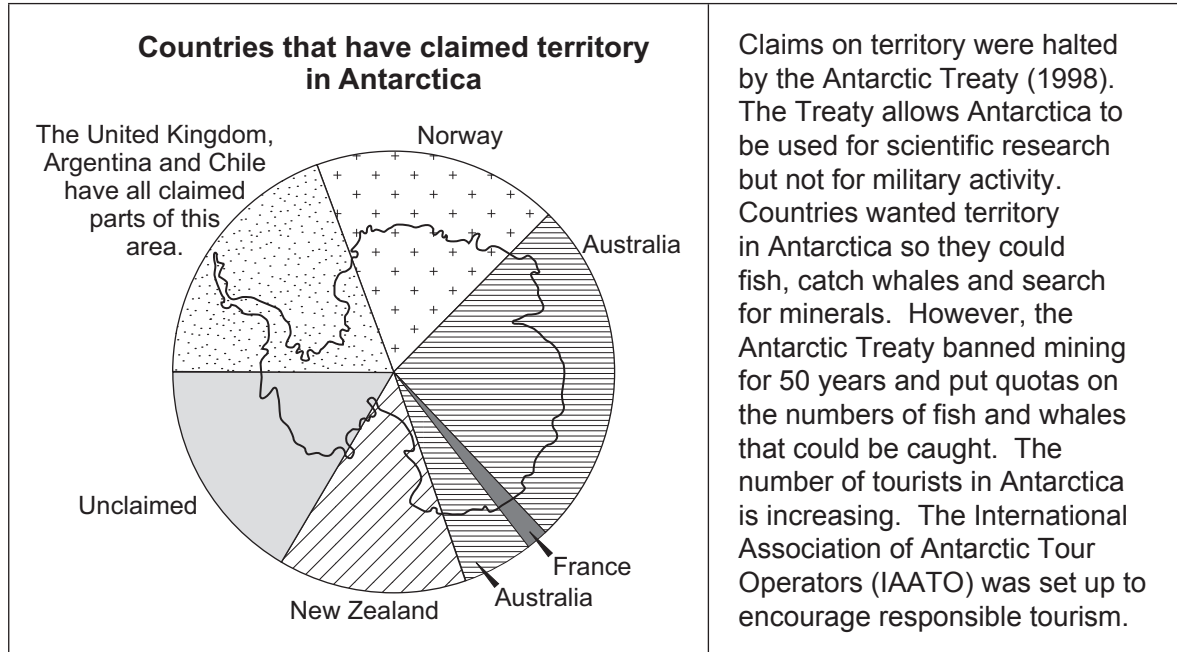 Countries that have claimed territory
in Antarctica
The United Kingdom,
Argentina and Chile
have all claimed
parts of this
area.
Norway
Australia
Unclaimed
New Zealand
Australia
France
Claims on territory were halted
by the Antarctic Treaty (1998).
The Treaty allows Antarctica to
be used for scientific research
but not for military activity.
Countries wanted territory
in Antarctica so they could
fish, catch whales and search
for minerals.  However, the
Antarctic Treaty banned mining
for 50 years and put quotas on
the numbers of fish and whales
that could be caught.  The
number of tourists in Antarctica
is increasing.  The International
Association of Antarctic Tour
Operators (IAATO) was set up to
encourage responsible tourism.